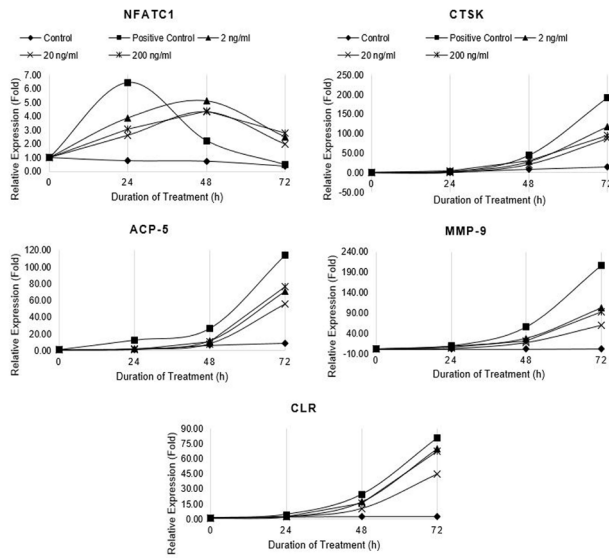 NFATC1
Control Positive Control 2 ng/ml
20 ng/ml 200 ng/ml
Relative Expression (Fold)
7.00
6.00
5.00
4.00
3.00
2.00
1.00
0.00
0 24 48 72
Duration of Treatment (h)
CTSK
Control Positive Control 2 ng/ml
20 ng/ml 200 ng/ml
Relative Expression (Fold)
250.00
200.00
150.00
100.00
50.00
0.00
50.00
0 24 48 72
Duration of Treatment (h)
ACP-5
Relative Expression (Fold)
120.00
100.00
80.00
60.00
40.00
20.00
0.00
0 24 48 72
Duration of Treatment (h)
MMP-9
Relative Expression (Fold)
240.00
190.00
140.00
90.00
40.00
-10.00
0 24 48 72
Duration of Treatment (h)
CLR
Relative Expression (Fold)
90.00
75.00
60.00
45.00
30.00
15.00
0.00
0 24 48 72
Duration of Treatment (h)